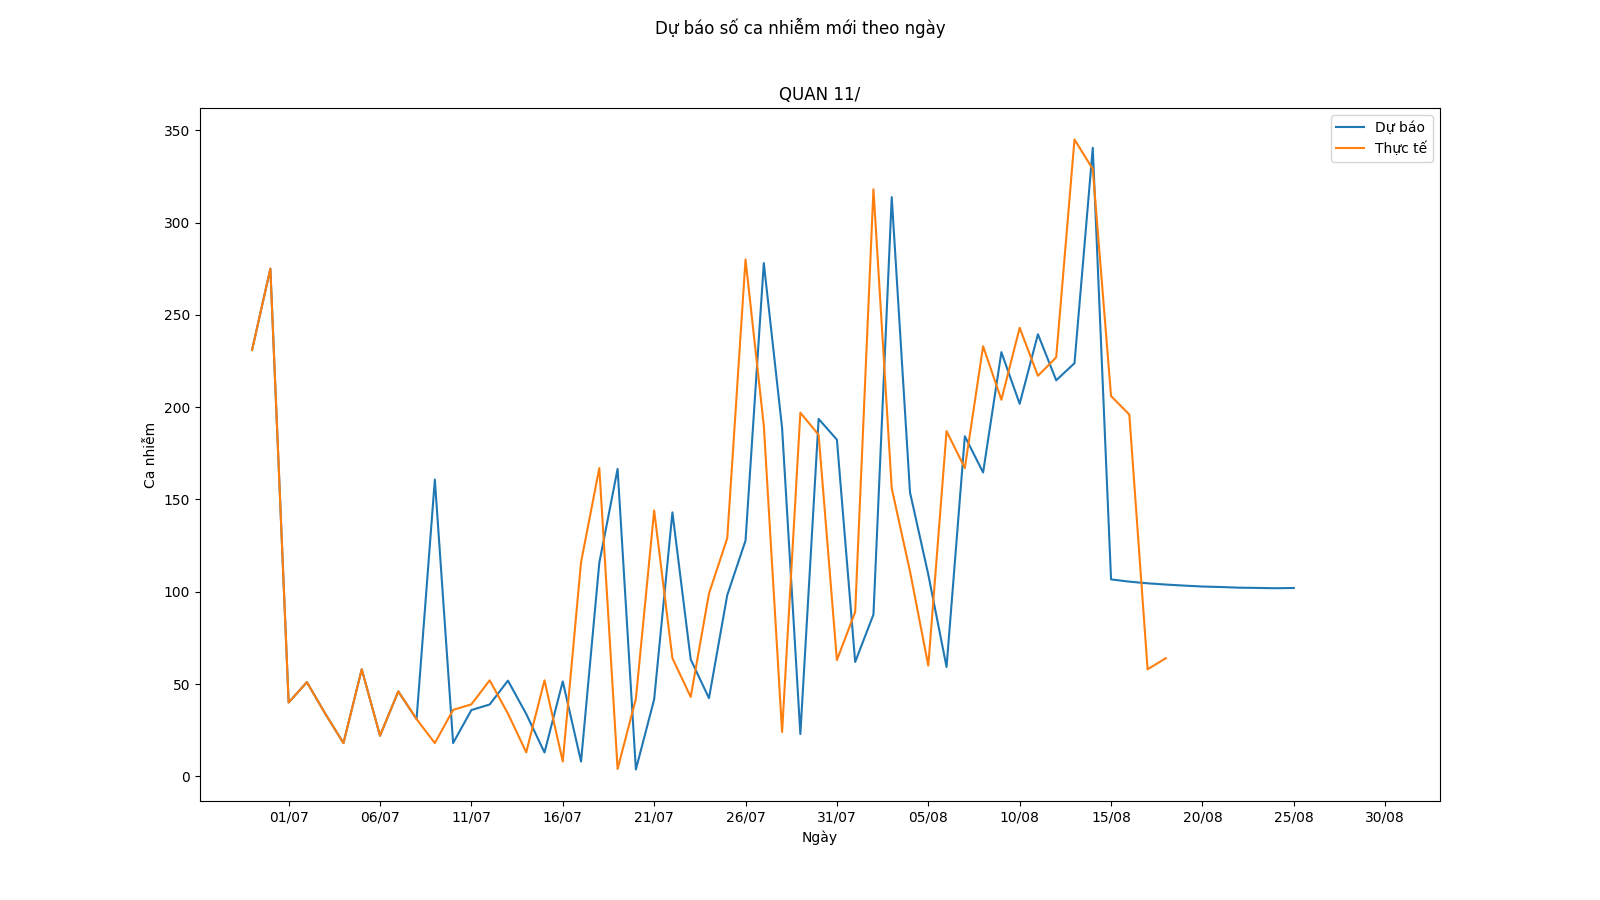 Dự báo số ca nhiễm mới theo ngày
QUAN 11/
Dự báo
Thực tế
350
300
250
200
150
100
50
0
Ca nhiễm
01/07 06/07 11/07 16/07 21/07 26/07 31/07 05/08 10/08 15/08 20/08 25/08 30/08
Ngày